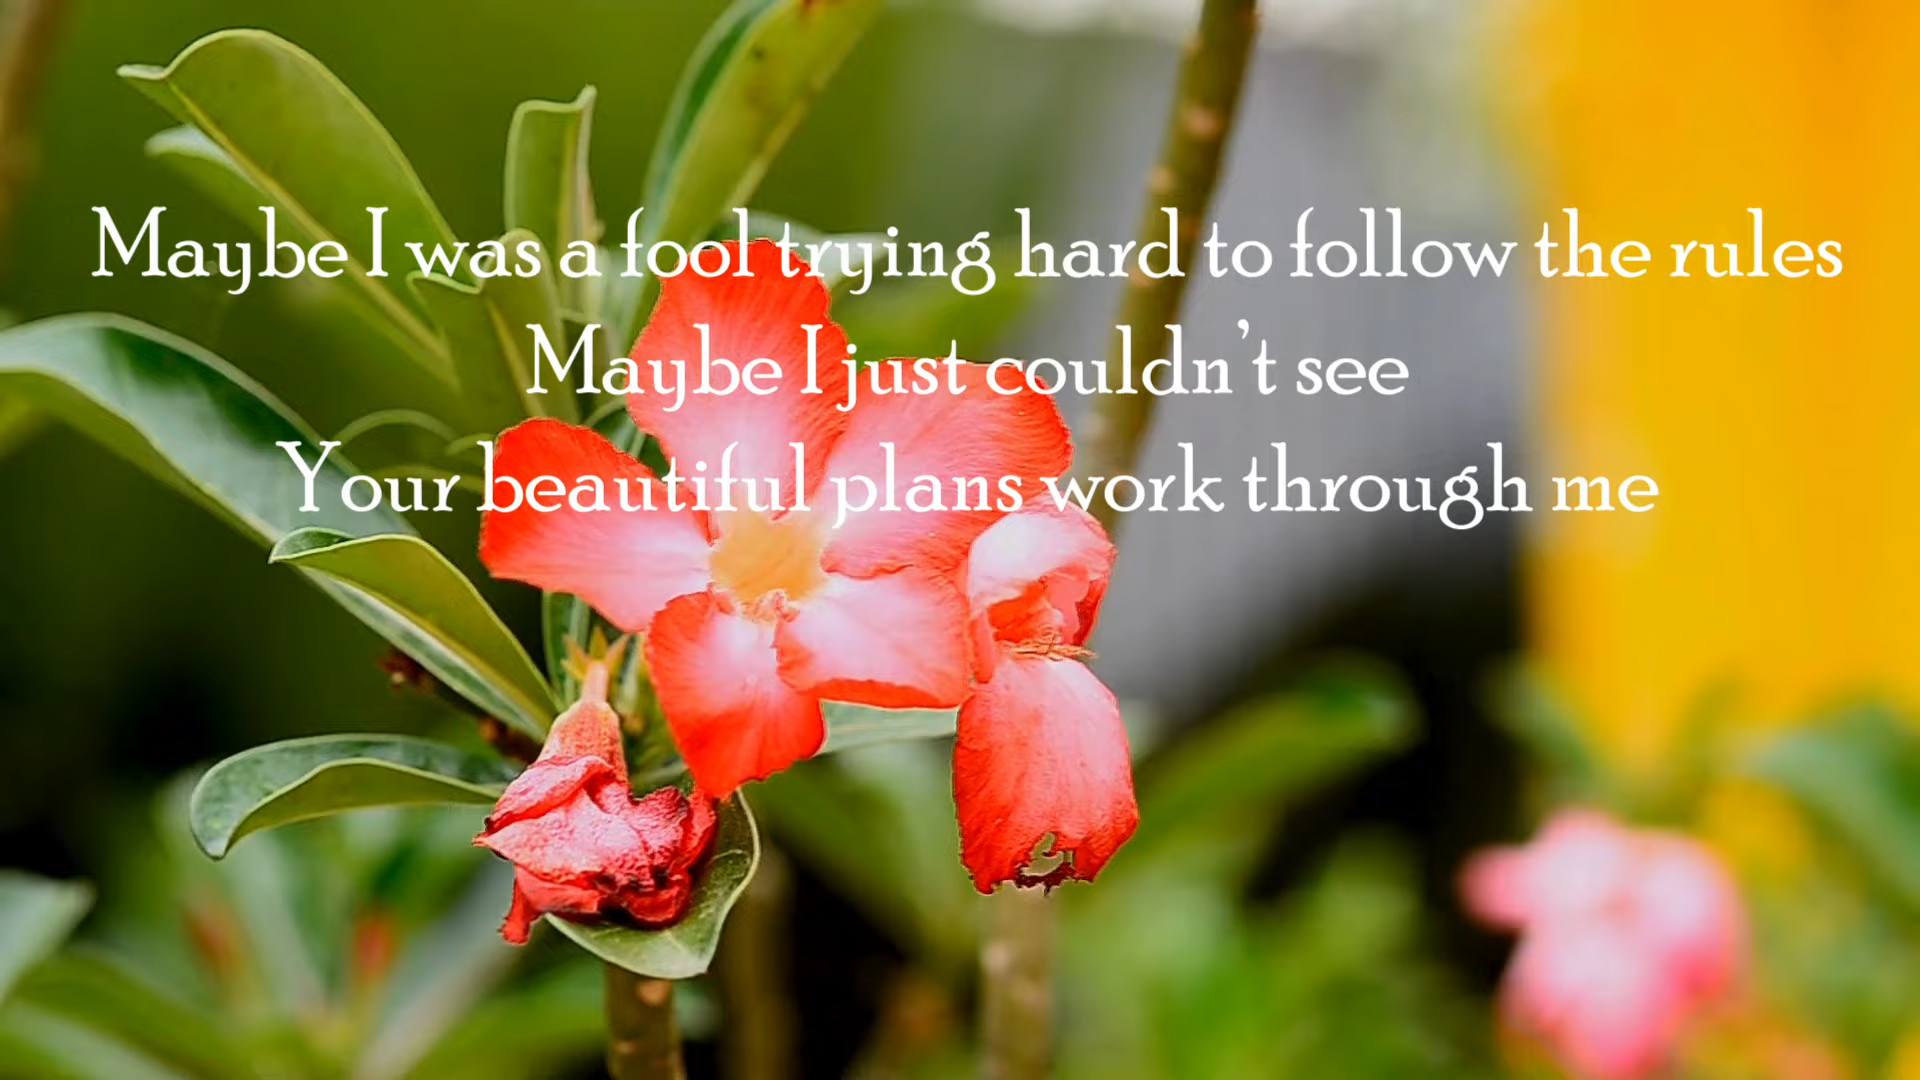 Maybe I was a fool trying hard to follow the rules
Maybe I just couldn’t see
Your beautiful plans work through me